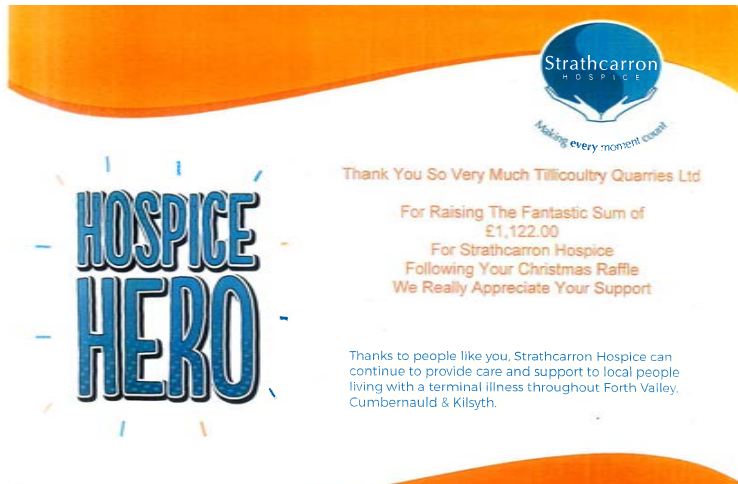 Strathcarron
HOSPICE
Making every moment count
HOSPICE
HERO
Thank You So Very Much Tillicoultry Quarries Ltd
For Raising The Fantastic Sum of
£1,122.00
For Strathcarron Hospice
Following Your Christmas Raffle
We Really Appreciate Your Support
Thanks to people like you, Strathcarron Hospice can
continue to provide care and support to local people
living with a terminal illness throughout Forth Valley,
Cumbernauld & Kilsyth.